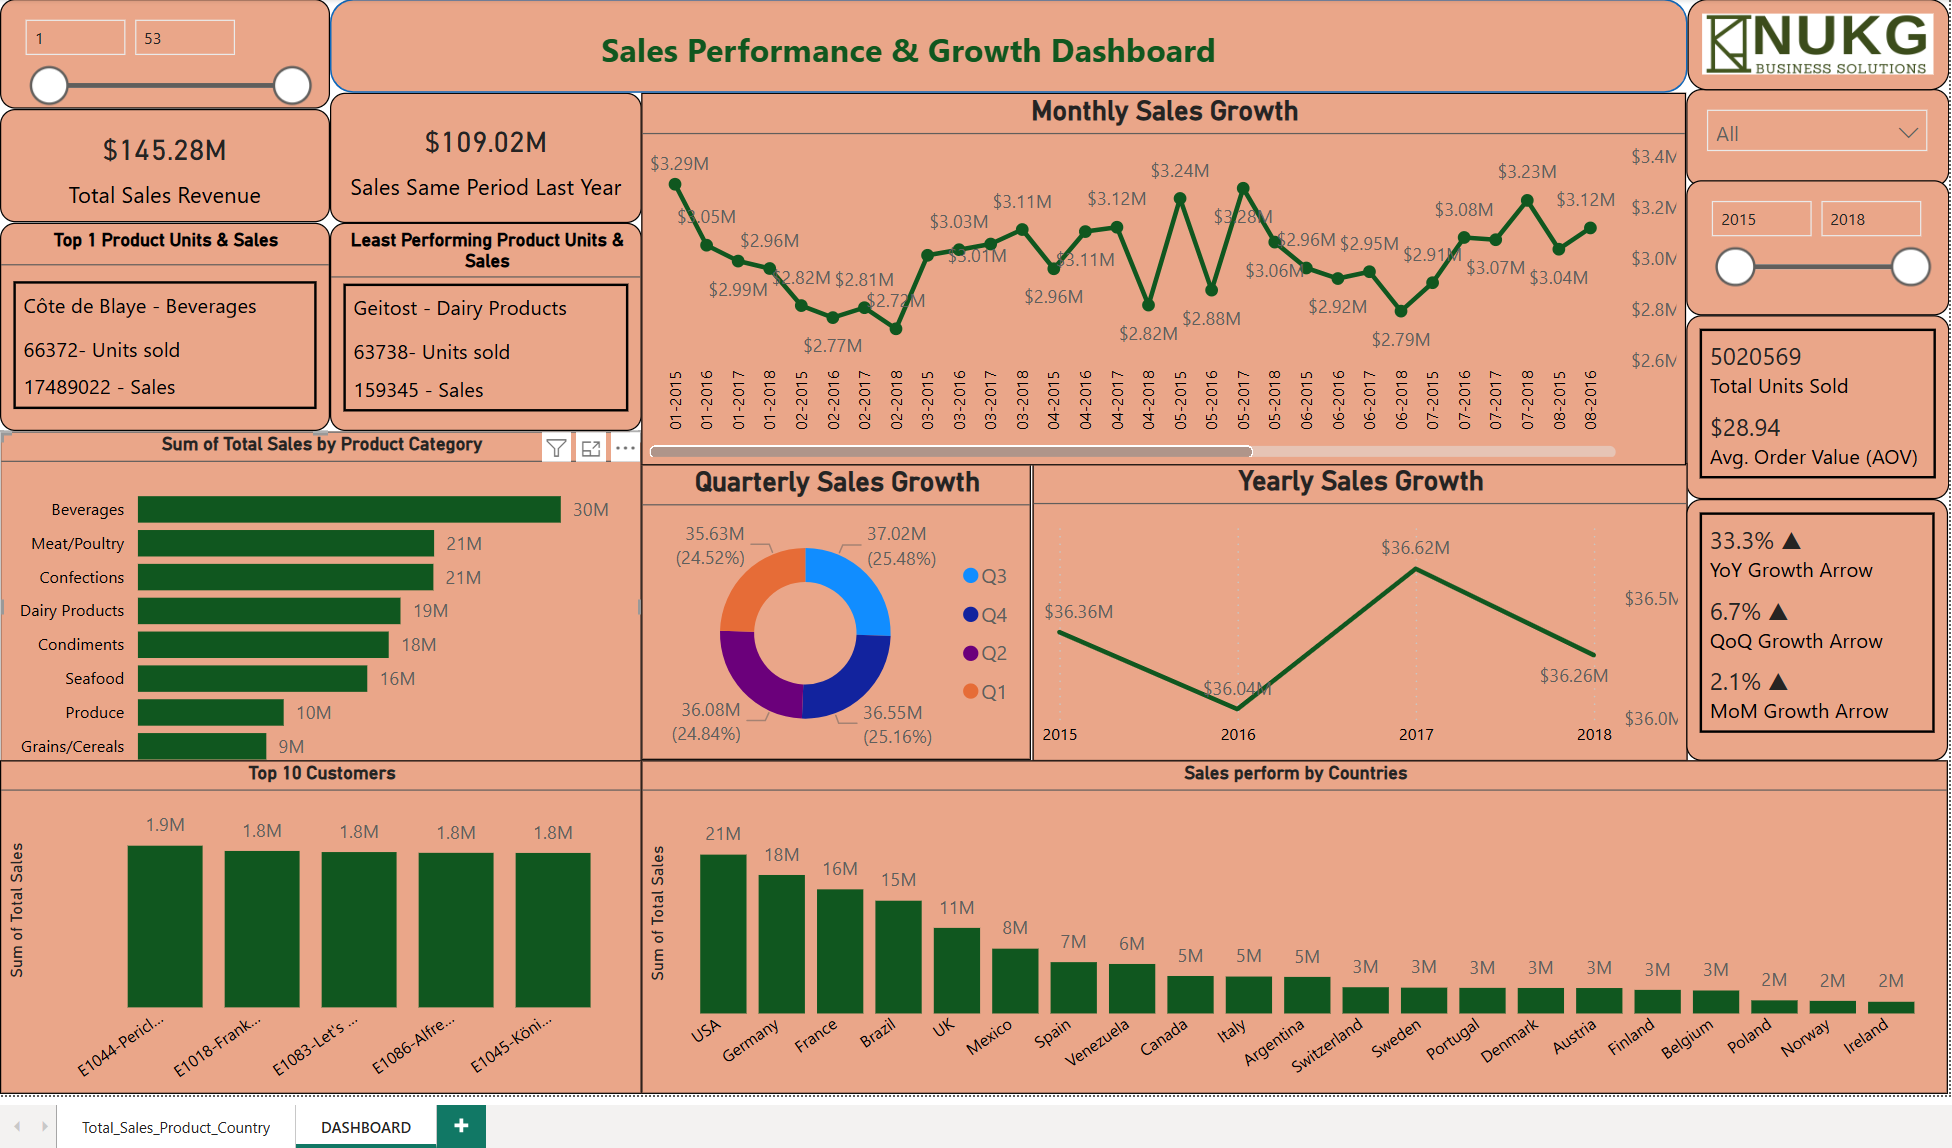 1
53
Sales Performance & Growth Dashboard
NUKG
BUSINESS SOLUTIONS
$145.28M
Total Sales Revenue
$109.02M
Sales Same Period Last Year
Top 1 Product Units & Sales
Côte de Blaye - Beverages
66372- Units sold
17489022 - Sales
Least Performing Product Units &
Sales
Geitost - Dairy Products
63738- Units sold
159345 - Sales
Monthly Sales Growth
$3.29M
$3.05M
$2.99M
$2.96M
$2.82M
$2.77M
$2.81M
$2.72M
$3.03M
$3.01M
$3.11M
$2.96M
$3.11M
$3.12M
$2.82M
$3.24M
$2.88M
$3.28M
$3.06M
$2.96M
$2.92M
$2.95M
$2.79M
$2.91M
$3.08M
$3.07M
$3.23M
$3.04M
$3.12M
$3.4M
$3.2M
$3.0M
$2.8M
$2.6M
01-2015
01-2016
01-2017
01-2018
02-2015
02-2016
02-2017
02-2018
03-2015
03-2016
03-2017
03-2018
04-2015
04-2016
04-2017
04-2018
05-2015
05-2016
05-2017
05-2018
06-2015
06-2016
06-2017
06-2018
07-2015
07-2016
07-2017
07-2018
08-2015
08-2016
All
2015
2018
5020569
Total Units Sold
$28.94
Avg. Order Value (AOV)
33.3% ▲
YoY Growth Arrow
6.7% ▲
QoQ Growth Arrow
2.1% ▲
MoM Growth Arrow
Sum of Total Sales by Product Category
Beverages
30M
Meat/Poultry
21M
Confections
21M
Dairy Products
19M
Condiments
18M
Seafood
16M
Produce
10M
Grains/Cereals
9M
Quarterly Sales Growth
35.63M
(24.52%)
37.02M
(25.48%)
36.08M
(24.84%)
36.55M
(25.16%)
Q3
Q4
Q2
Q1
Yearly Sales Growth
$36.36M
$36.04M
$36.62M
$36.26M
$36.5M
$36.0M
2015
2016
2017
2018
Top 10 Customers
Sum of Total Sales
1.9M
1.8M
1.8M
1.8M
1.8M
E1044-Pericl...
E1018-Frank...
E1083-Let's ...
E1086-Alfre...
E1045-Köni...
Sales perform by Countries
Sum of Total Sales
21M
18M
16M
15M
11M
8M
7M
6M
5M
5M
5M
3M
3M
3M
3M
3M
3M
3M
2M
2M
2M
USA
Germany
France
Brazil
UK
Mexico
Spain
Venezuela
Canada
Italy
Argentina
Switzerland
Sweden
Portugal
Denmark
Austria
Finland
Belgium
Poland
Norway
Ireland
Total_Sales_Product_Country
DASHBOARD